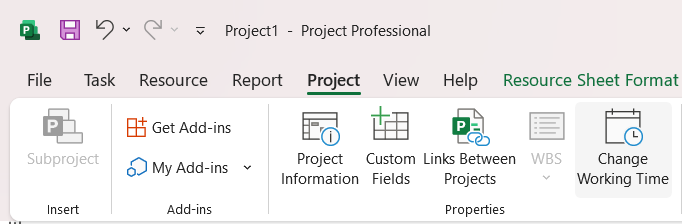 Project1 - Project Professional
File Task Resource Report Project View Help Resource Sheet Format
Subproject
Get Add-ins
My Add-ins
Project
Information
Custom
Fields
Links Between
Projects
WBS
Change
Working Time
Insert Add-ins Properties